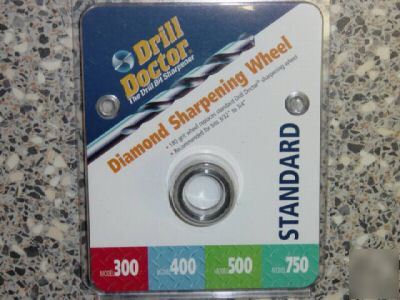 Drill
Doctor
The Drill Bit Sharpener
Diamond Sharpening Wheel
• 180 grit wheel replaces standard Drill Doctor® sharpening wheel
• Recommended for bits 3/32" to 3/4"
STANDARD
MODEL 300
MODEL 400
MODEL 500
MODEL 750